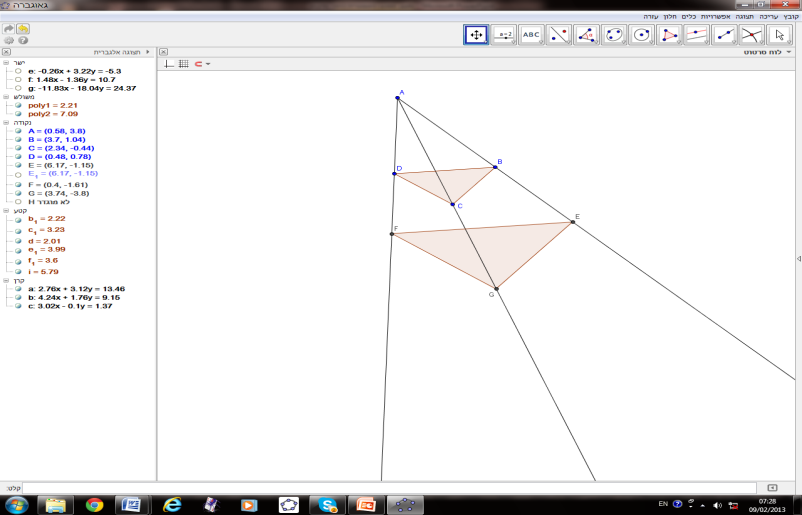 גאוגברה
קובץ עריכה תצוגה אפשרויות כלים חלון עזרה
a=2
ABC
תצוגה אלגברית
לוח סרטוט
ישר
e: -0.26x + 3.22y = -5.3
f: 1.48x - 1.36y = 10.7
g: -11.83x - 18.04y = 24.37
משולש
poly1 = 2.21
poly2 = 7.09
נקודה
A = (0.58, 3.8)
B = (3.7, 1.04)
C = (2.34, -0.44)
D = (0.48, 0.78)
E = (6.17, -1.15)
E₁ = (6.17, -1.15)
F = (0.4, -1.61)
G = (3.74, -3.8)
H לא מוגדר
קטע
b₁ = 2.22
c₁ = 3.23
d = 2.01
e₁ = 3.99
f₁ = 3.6
i = 5.79
קרן
a: 2.76x + 3.12y = 13.46
b: 4.24x + 1.76y = 9.15
c: 3.02x - 0.1y = 1.37
A
B
D
C
E
F
G
קלט:
EN
07:28
09/02/2013